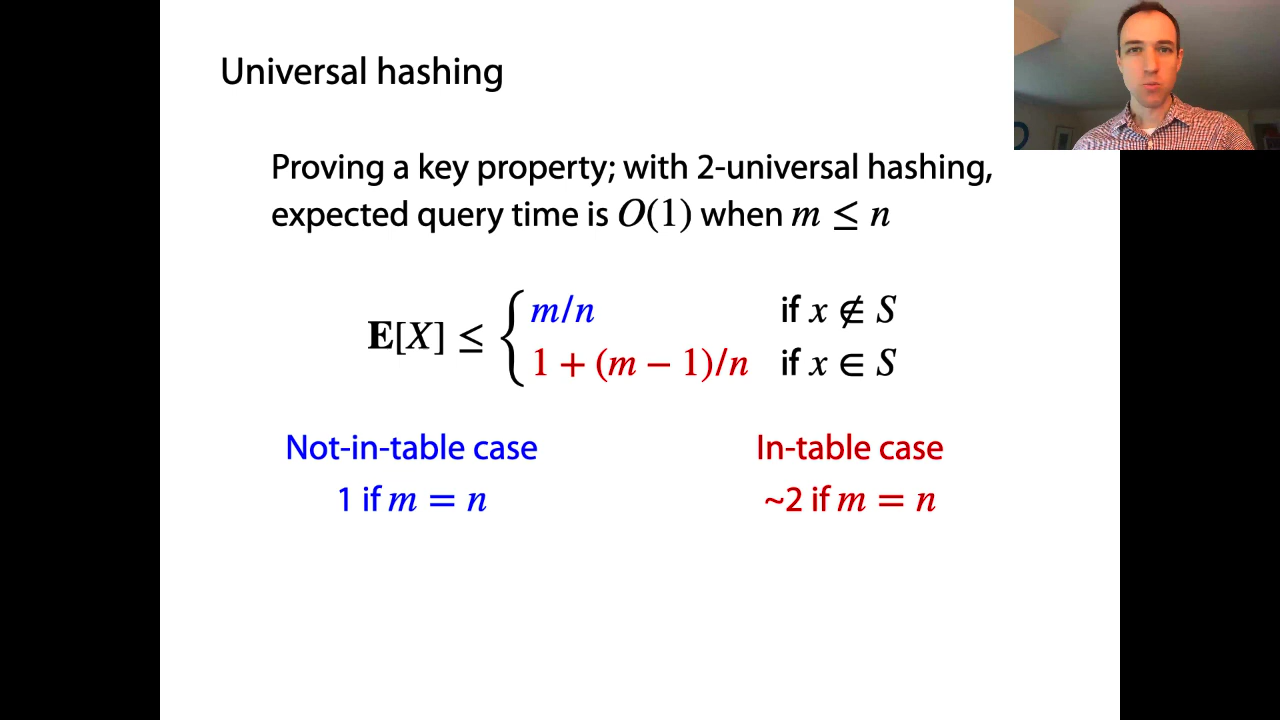 Universal hashing
Proving a key property; with 2-universal hashing,
expected query time is O(1) when m ≤ n
E[X] ≤ { m/n if x ∉ S
1 + (m − 1)/n if x ∈ S
Not-in-table case In-table case
1 if m = n ~2 if m = n